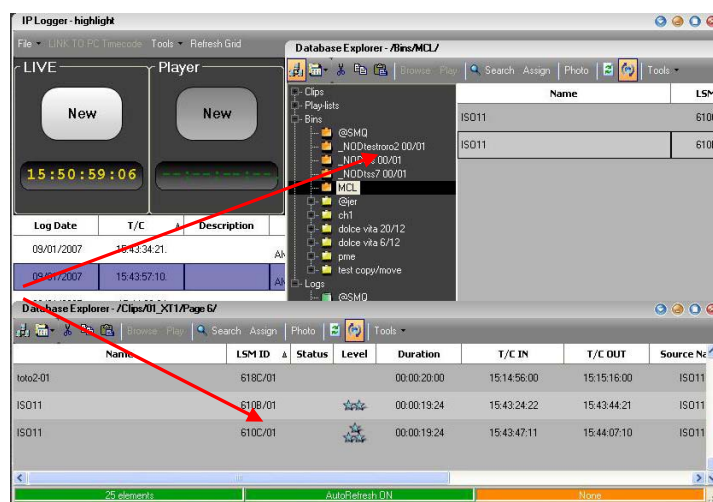 IP Logger - highlight
File LINK TO PC Timecode Tools Refresh Grid
LIVE Player
New New
15:50:59:06
Log Date T/C Description
09/01/2007 15:43:34:21.
09/01/2007 15:43:57:10.
Database Explorer - /Bins/MCL/
Browse Play Search Assign Photo Tools
Clips
Play-lists
Bins
@SMQ
_NODtestroro2 00/01
00/01
_NODtss7 00/01
MCL
@jer
ch1
dolce vita 20/12
dolce vita 6/12
pme
test copy/move
Logs
@SMQ
Name LSM
ISO11 610
ISO11 610
Database Explorer - /Clips/01_XT1/Page 6/
Browse Play Search Assign Photo Tools
Name LSM ID Status Level Duration T/C IN T/C OUT Source Na
toto2-01 618C/01 00:00:20:00 15:14:56:00 15:15:16:00 ISO11
ISO11 610B/01 00:00:19:24 15:43:24:22 15:43:44:21 ISO11
ISO11 610C/01 00:00:19:24 15:43:47:11 15:44:07:10 ISO11
25 elements AutoRefresh ON None